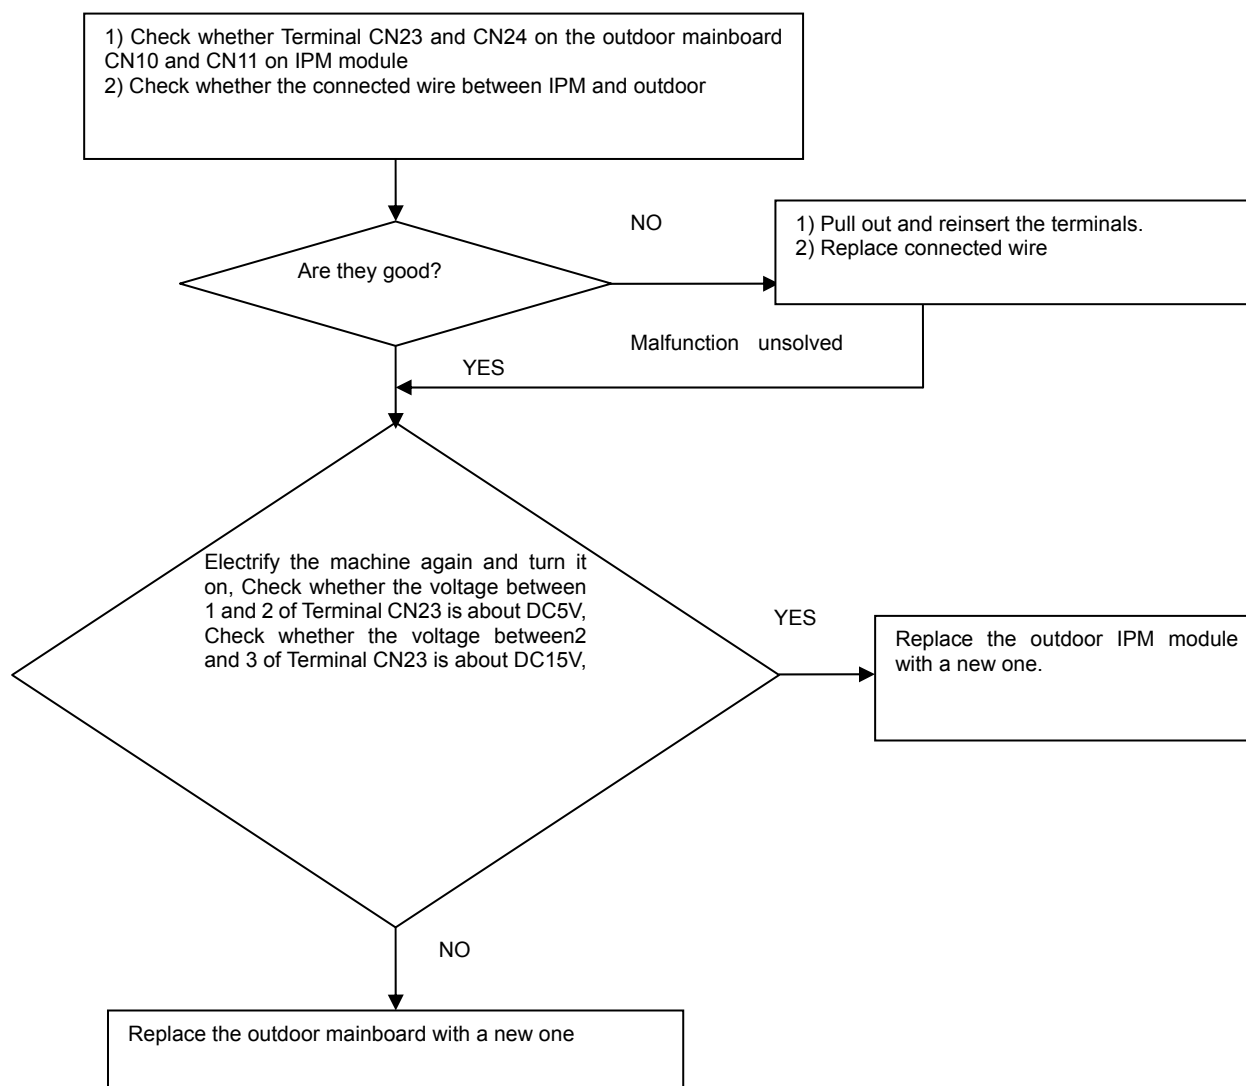 1) Check whether Terminal CN23 and CN24 on the outdoor mainboard
CN10 and CN11 on IPM module
2) Check whether the connected wire between IPM and outdoor
NO
1) Pull out and reinsert the terminals.
2) Replace connected wire
Are they good?
Malfunction unsolved
YES
Electrify the machine again and turn it
on, Check whether the voltage between
1 and 2 of Terminal CN23 is about DC5V,
Check whether the voltage between2
and 3 of Terminal CN23 is about DC15V,
YES
Replace the outdoor IPM module
with a new one.
NO
Replace the outdoor mainboard with a new one